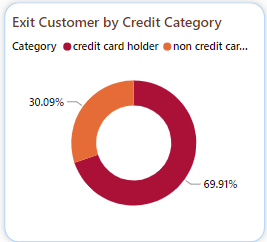 Exit Customer by Credit Category
Category credit card holder non credit car...
30.09%
69.91%